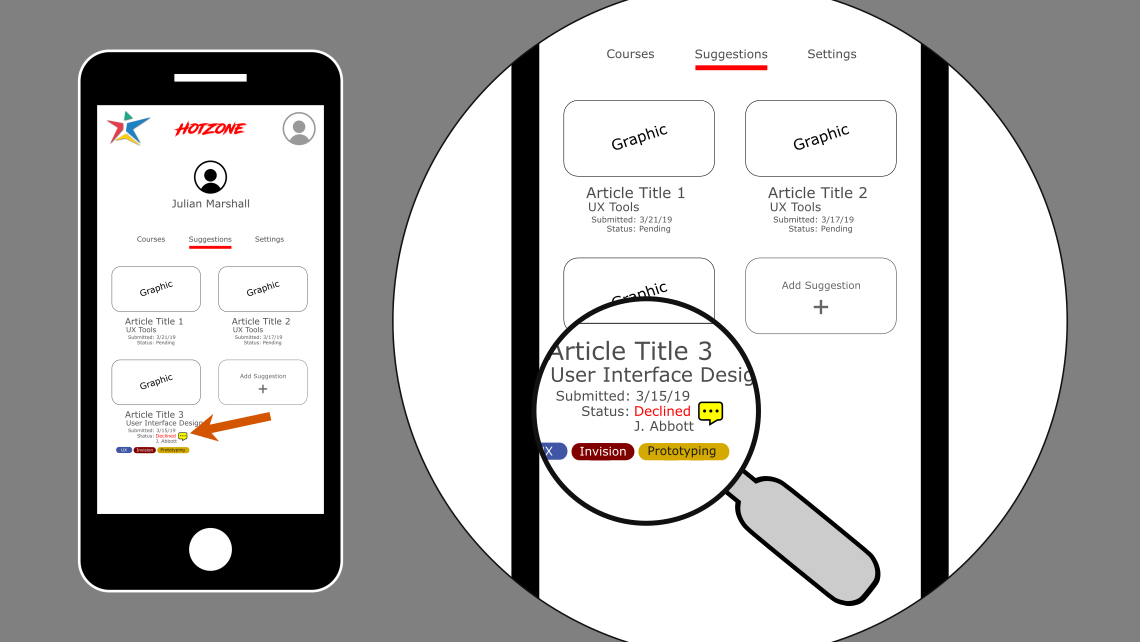 HOTZONE
Julian Marshall
Courses Suggestions Settings
Graphic Graphic
Article Title 1 Article Title 2
UX Tools UX Tools
Submitted: 3/21/19 Submitted: 3/17/19
Status: Pending Status: Pending
Graphic Add Suggestion
+
Article Title 3
User Interface Design
Submitted: 3/15/19
Status: Declined
J. Abbott
UX Invision Prototyping
Courses Suggestions Settings
Graphic Graphic
Article Title 1 Article Title 2
UX Tools UX Tools
Submitted: 3/21/19 Submitted: 3/17/19
Status: Pending Status: Pending
Graphic Add Suggestion
+
Article Title 3
User Interface Desig
Submitted: 3/15/19
Status: Declined
J. Abbott
X Invision Prototyping